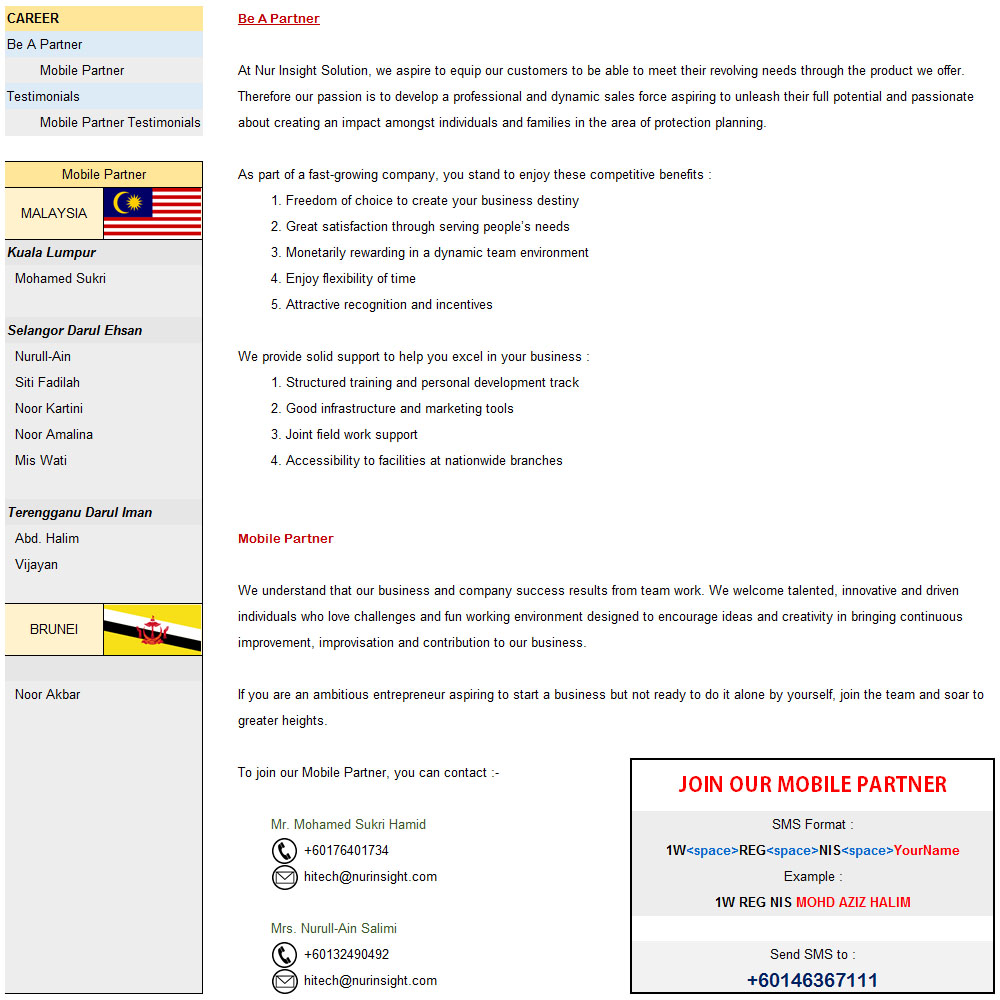 CAREER
Be A Partner
Mobile Partner
Testimonials
Mobile Partner Testimonials
Mobile Partner
MALAYSIA
Kuala Lumpur
Mohamed Sukri
Selangor Darul Ehsan
Nurull-Ain
Siti Fadilah
Noor Kartini
Noor Amalina
Mis Wati
Terengganu Darul Iman
Abd. Halim
Vijayan
BRUNEI
Noor Akbar
Be A Partner
At Nur Insight Solution, we aspire to equip our customers to be able to meet their revolving needs through the product we offer.
Therefore our passion is to develop a professional and dynamic sales force aspiring to unleash their full potential and passionate
about creating an impact amongst individuals and families in the area of protection planning.
As part of a fast-growing company, you stand to enjoy these competitive benefits :
1. Freedom of choice to create your business destiny
2. Great satisfaction through serving people’s needs
3. Monetarily rewarding in a dynamic team environment
4. Enjoy flexibility of time
5. Attractive recognition and incentives
We provide solid support to help you excel in your business :
1. Structured training and personal development track
2. Good infrastructure and marketing tools
3. Joint field work support
4. Accessibility to facilities at nationwide branches
Mobile Partner
We understand that our business and company success results from team work. We welcome talented, innovative and driven
individuals who love challenges and fun working environment designed to encourage ideas and creativity in bringing continuous
improvement, improvisation and contribution to our business.
If you are an ambitious entrepreneur aspiring to start a business but not ready to do it alone by yourself, join the team and soar to
greater heights.
To join our Mobile Partner, you can contact :-
Mr. Mohamed Sukri Hamid
+60176401734
hitech@nurinsight.com
Mrs. Nurull-Ain Salimi
+60132490492
hitech@nurinsight.com
JOIN OUR MOBILE PARTNER
SMS Format :
1W<space>REG<space>NIS<space>YourName
Example :
1W REG NIS MOHD AZIZ HALIM
Send SMS to :
+60146367111